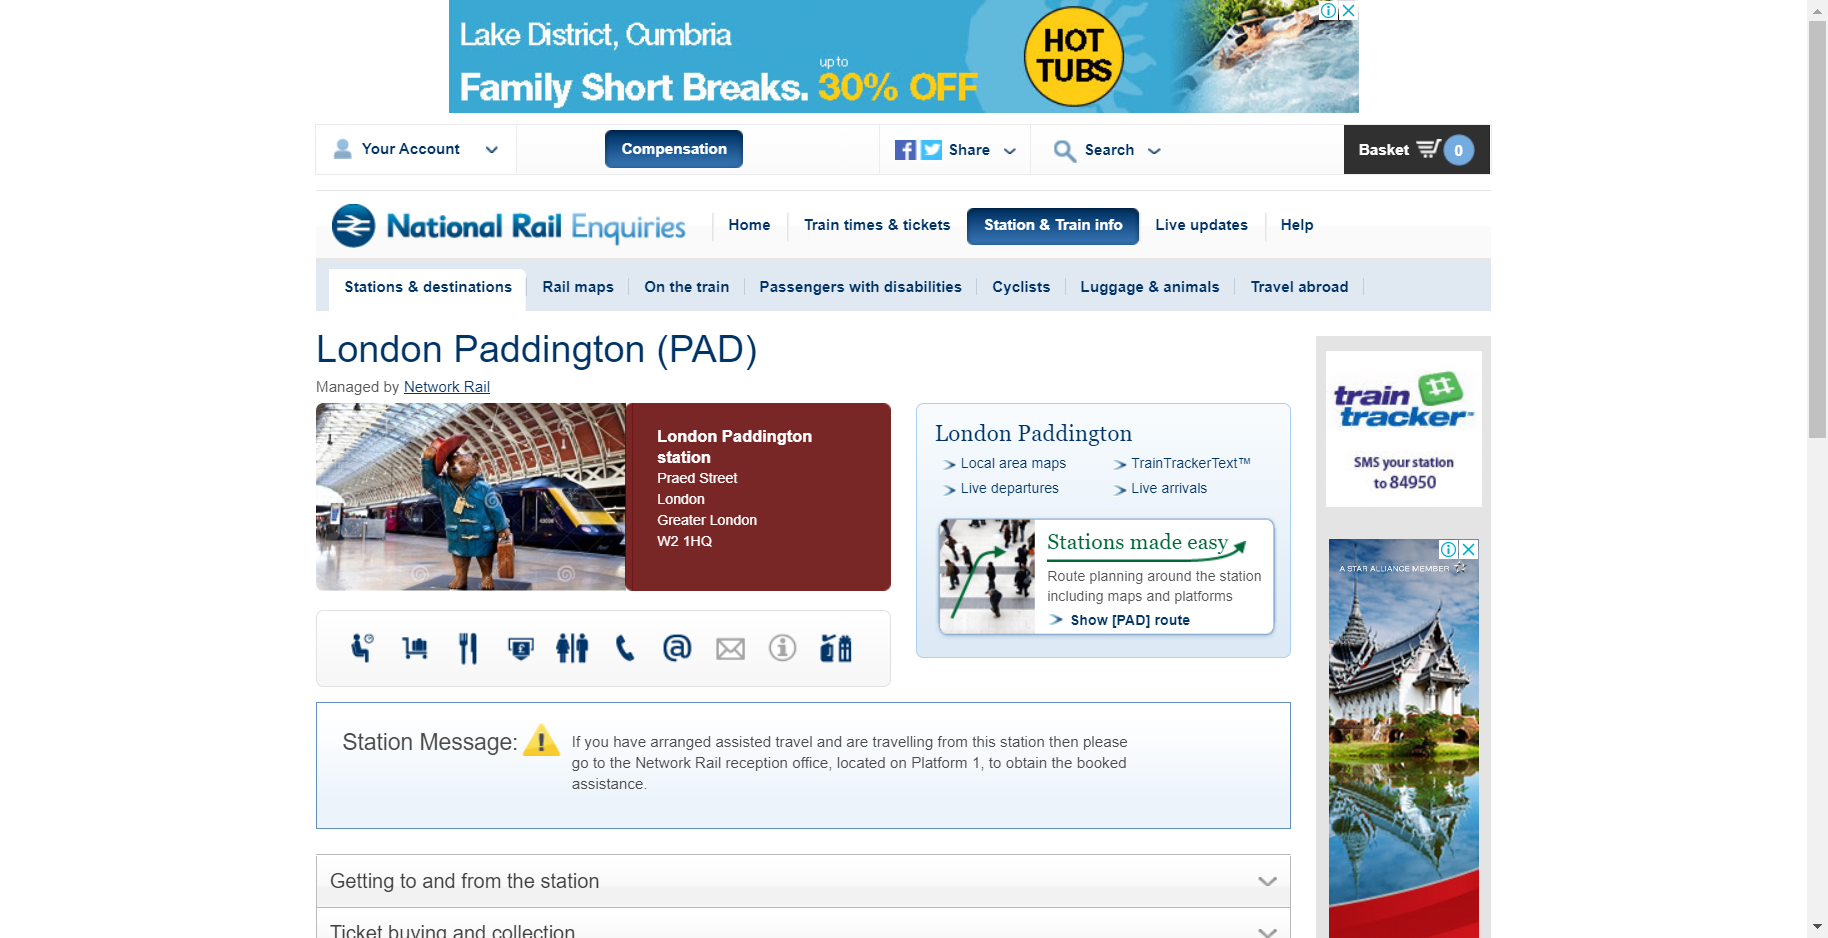 Lake District, Cumbria
up to
Family Short Breaks. 30% OFF
HOT
TUBS
Your Account
Compensation
Share
Search
Basket 0
National Rail Enquiries
Home
Train times & tickets
Station & Train info
Live updates
Help
Stations & destinations
Rail maps
On the train
Passengers with disabilities
Cyclists
Luggage & animals
Travel abroad
London Paddington (PAD)
Managed by Network Rail
London Paddington
station
Praed Street
London
Greater London
W2 1HQ
London Paddington
Local area maps
TrainTrackerText™
Live departures
Live arrivals
Stations made easy
Route planning around the station
including maps and platforms
Show [PAD] route
train
tracker™
SMS your station
to 84950
A STAR ALLIANCE MEMBER
Station Message:
If you have arranged assisted travel and are travelling from this station then please
go to the Network Rail reception office, located on Platform 1, to obtain the booked
assistance.
Getting to and from the station
Ticket buying and collection